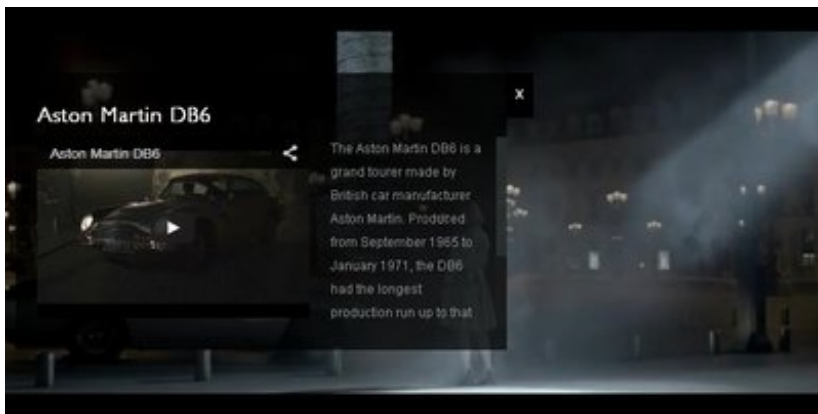 X
Aston Martin DB6
Aston Martin DB6
The Aston Martin DB6 is a
grand tourer made by
British car manufacturer
Aston Martin. Produced
from September 1965 to
January 1971, the DB6
had the longest
production run up to that